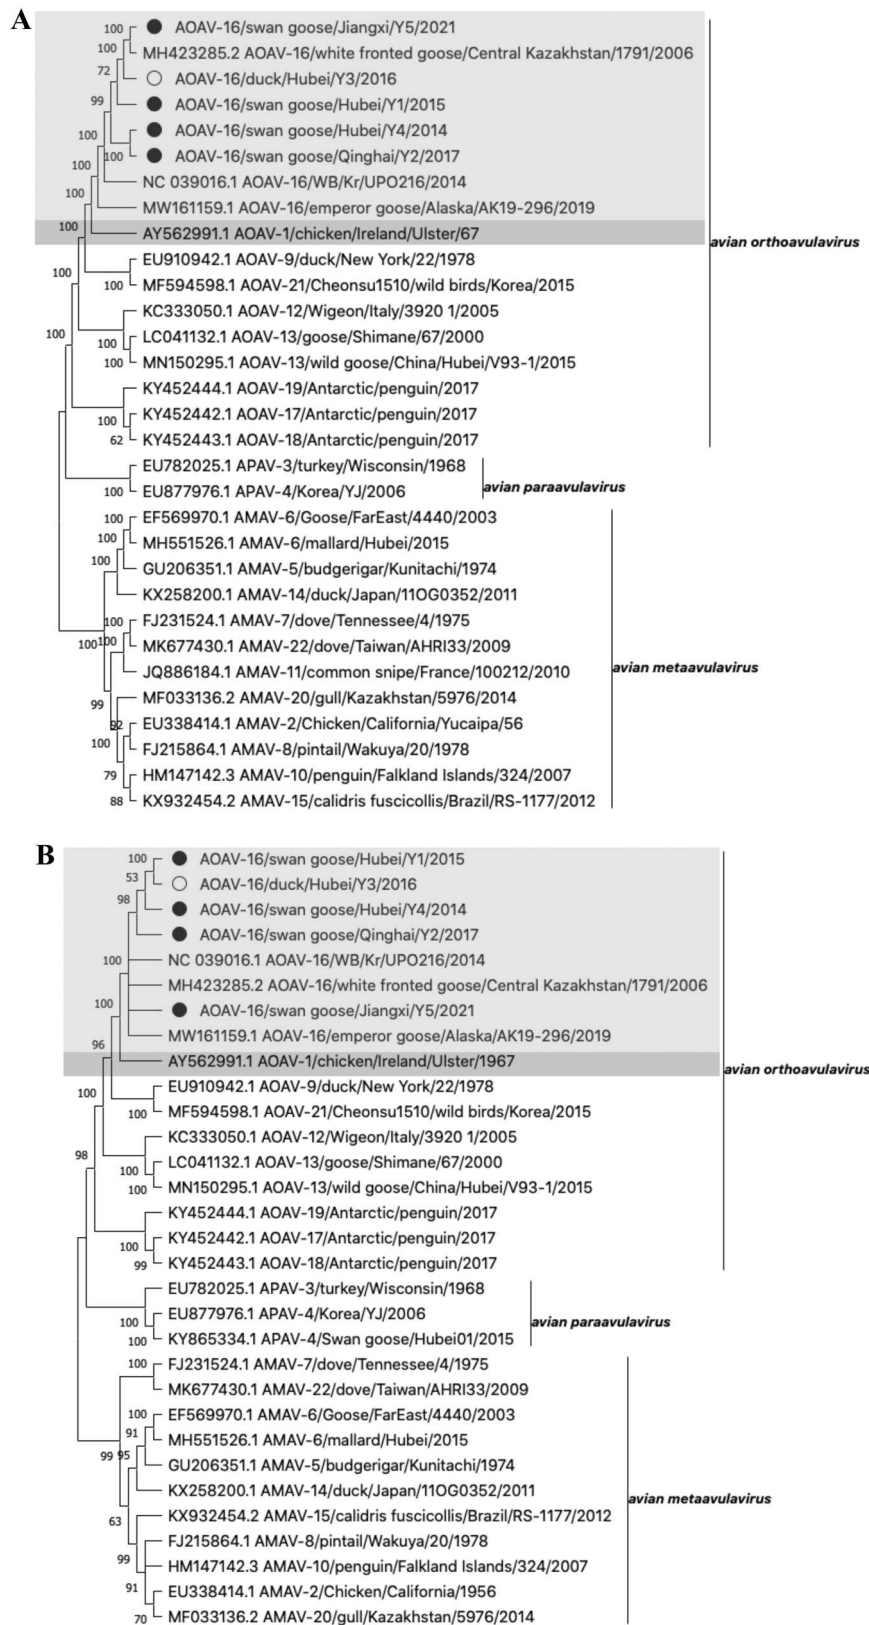 A
100
AOAV-16/swan goose/Jiangxi/Y5/2021
100
MH423285.2 AOAV-16/white fronted goose/Central Kazakhstan/1791/2006
72
AOAV-16/duck/Hubei/Y3/2016
99
AOAV-16/swan goose/Hubei/Y1/2015
AOAV-16/swan goose/Hubei/Y4/2014
100
100
AOAV-16/swan goose/Qinghai/Y2/2017
100
NC 039016.1 AOAV-16/WB/Kr/UPO216/2014
100
MW161159.1 AOAV-16/emperor goose/Alaska/AK19-296/2019
100
AY562991.1 AOAV-1/chicken/Ireland/Ulster/67
avian orthoavulavirus
EU910942.1 AOAV-9/duck/New York/22/1978
100
100
MF594598.1 AOAV-21/Cheonsu1510/wild birds/Korea/2015
KC333050.1 AOAV-12/Wigeon/Italy/3920 1/2005
100
LC041132.1 AOAV-13/goose/Shimane/67/2000
100
100
MN150295.1 AOAV-13/wild goose/China/Hubei/V93-1/2015
KY452444.1 AOAV-19/Antarctic/penguin/2017
KY452442.1 AOAV-17/Antarctic/penguin/2017
100
62
KY452443.1 AOAV-18/Antarctic/penguin/2017
EU782025.1 APAV-3/turkey/Wisconsin/1968
avian paraavulavirus
100
EU877976.1 APAV-4/Korea/YJ/2006
100
EF569970.1 AMAV-6/Goose/FarEast/4440/2003
100
MH551526.1 AMAV-6/mallard/Hubei/2015
100
GU206351.1 AMAV-5/budgerigar/Kunitachi/1974
KX258200.1 AMAV-14/duck/Japan/11OG0352/2011
100
FJ231524.1 AMAV-7/dove/Tennessee/4/1975
100
100
MK677430.1 AMAV-22/dove/Taiwan/AHRI33/2009
JQ886184.1 AMAV-11/common snipe/France/100212/2010
avian metaavulavirus
99
MF033136.2 AMAV-20/gull/Kazakhstan/5976/2014
92
EU338414.1 AMAV-2/Chicken/California/Yucaipa/56
100
FJ215864.1 AMAV-8/pintail/Wakuya/20/1978
79
HM147142.3 AMAV-10/penguin/Falkland Islands/324/2007
88
KX932454.2 AMAV-15/calidris fuscicollis/Brazil/RS-1177/2012
B
100
AOAV-16/swan goose/Hubei/Y1/2015
53
AOAV-16/duck/Hubei/Y3/2016
98
AOAV-16/swan goose/Hubei/Y4/2014
AOAV-16/swan goose/Qinghai/Y2/2017
100
NC 039016.1 AOAV-16/WB/Kr/UPO216/2014
MH423285.2 AOAV-16/white fronted goose/Central Kazakhstan/1791/2006
100
AOAV-16/swan goose/Jiangxi/Y5/2021
MW161159.1 AOAV-16/emperor goose/Alaska/AK19-296/2019
96
AY562991.1 AOAV-1/chicken/Ireland/Ulster/1967
avian orthoavulavirus
EU910942.1 AOAV-9/duck/New York/22/1978
100
100
MF594598.1 AOAV-21/Cheonsu1510/wild birds/Korea/2015
KC333050.1 AOAV-12/Wigeon/Italy/3920 1/2005
98
LC041132.1 AOAV-13/goose/Shimane/67/2000
100
100
MN150295.1 AOAV-13/wild goose/China/Hubei/V93-1/2015
KY452444.1 AOAV-19/Antarctic/penguin/2017
KY452442.1 AOAV-17/Antarctic/penguin/2017
100
99
KY452443.1 AOAV-18/Antarctic/penguin/2017
EU782025.1 APAV-3/turkey/Wisconsin/1968
EU877976.1 APAV-4/Korea/YJ/2006
avian paraavulavirus
100
100
KY865334.1 APAV-4/Swan goose/Hubei01/2015
100
FJ231524.1 AMAV-7/dove/Tennessee/4/1975
MK677430.1 AMAV-22/dove/Taiwan/AHRI33/2009
100
EF569970.1 AMAV-6/Goose/FarEast/4440/2003
91
MH551526.1 AMAV-6/mallard/Hubei/2015
99
95
GU206351.1 AMAV-5/budgerigar/Kunitachi/1974
KX258200.1 AMAV-14/duck/Japan/11OG0352/2011
avian metaavulavirus
63
KX932454.2 AMAV-15/calidris fuscicollis/Brazil/RS-1177/2012
FJ215864.1 AMAV-8/pintail/Wakuya/20/1978
99
HM147142.3 AMAV-10/penguin/Falkland Islands/324/2007
91
EU338414.1 AMAV-2/Chicken/California/1956
70
MF033136.2 AMAV-20/gull/Kazakhstan/5976/2014